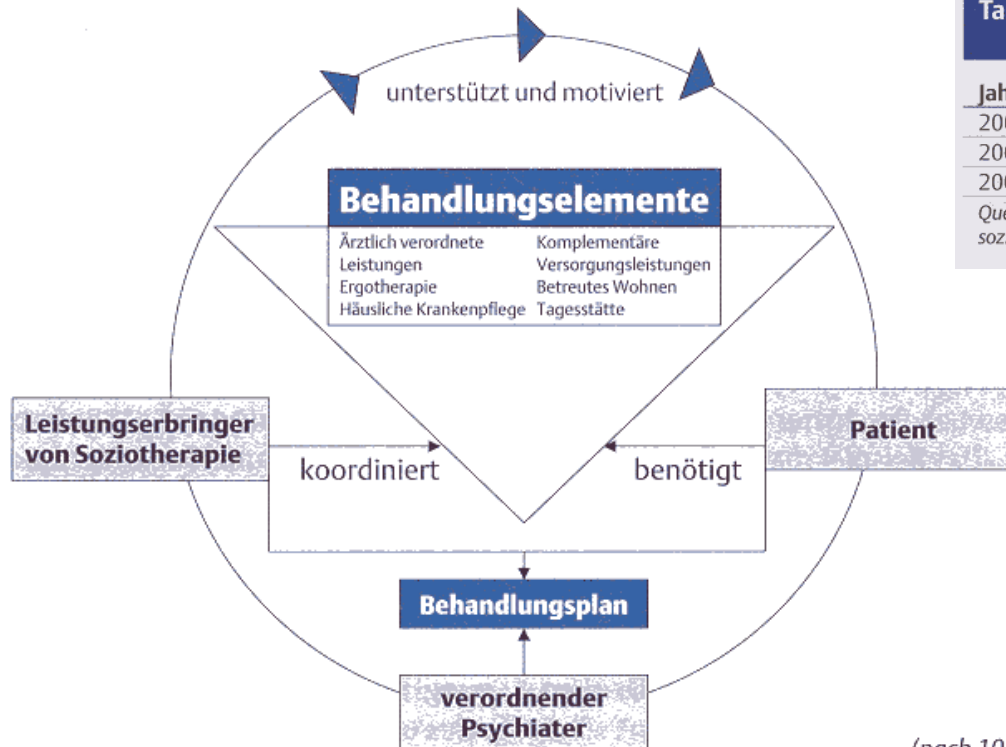 unterstützt und motiviert
Behandlungselemente
Ärztlich verordnete
Leistungen
Ergotherapie
Häusliche Krankenpflege
Komplementäre
Versorgungsleistungen
Betreutes Wohnen
Tagesstätte
Leistungserbringer
von Soziotherapie
koordiniert
benötigt
Patient
Behandlungsplan
verordnender
Psychiater